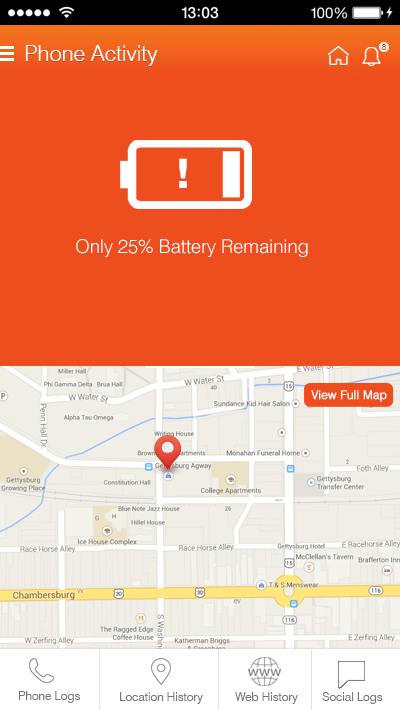 13:03
100%
Phone Activity
8
!
Only 25% Battery Remaining
Miller Hall
Phi Gamma Delta
Brua Hall
W Water St
W Water St
E Water St
40
15
View Full Map
P
Penn Hall Dr
Sundance Kid Hair Salon
Alpha Tau Omega
Writing House
Monahan Funeral Home
Gettysburg Agway
Foth Alley
Gettysburg
Growing Place
Constitution Hall
College Apartments
Gettysburg
Transfer Center
Blue Note Jazz House
26
Hillel House
G H
Ice House Complex
Race Horse Alley
Race Horse Alley
Gettysburg Hotel
E Racehorse Alley
McClellan's Tavern
Brafferton Inn
T & S Menswear
Chambersburg
30
30
116
116
15
The Ragged Edge
Coffee House
W Zerfing Alley
Katherman Briggs
E Zerfing Alley
WWW
Phone Logs
Location History
Web History
Social Logs